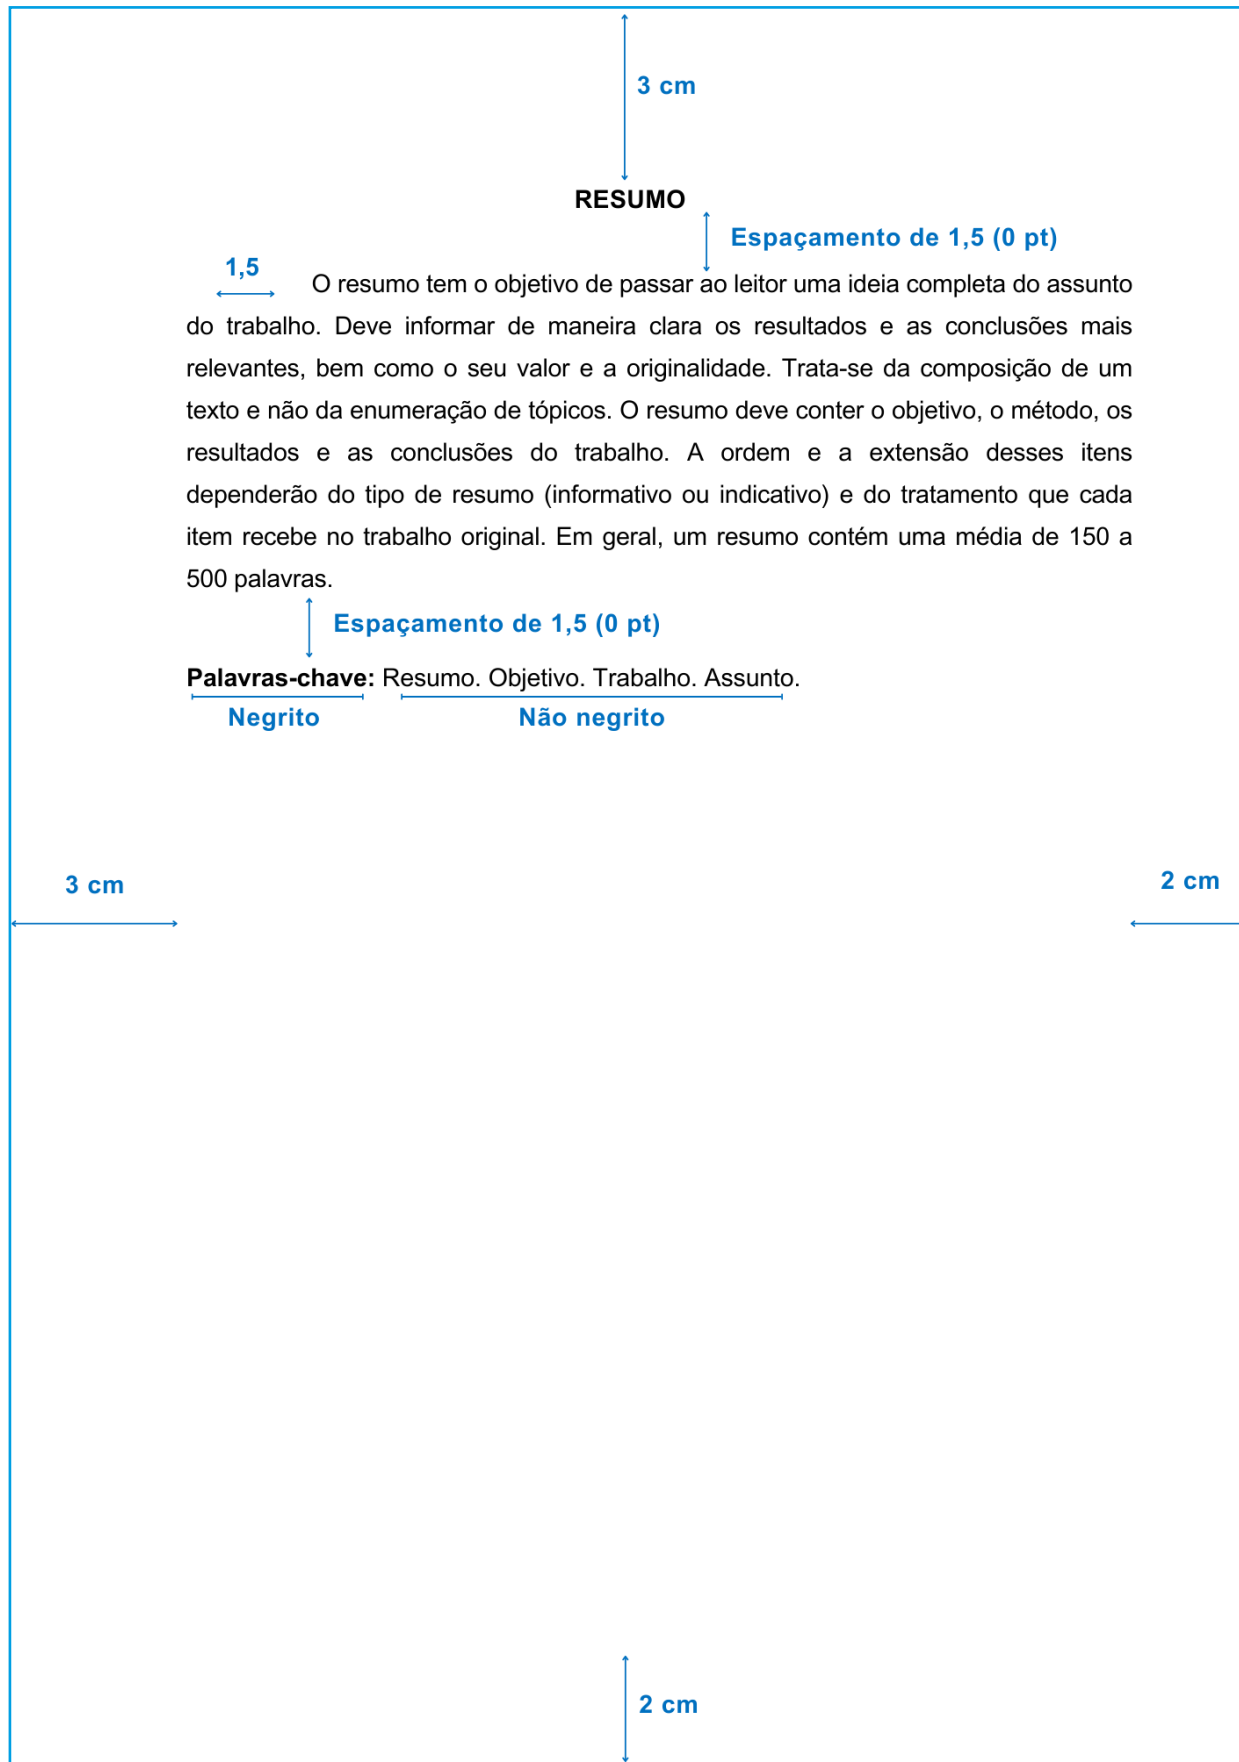 3 cm
RESUMO
Espaçamento de 1,5 (0 pt)
1,5
O resumo tem o objetivo de passar ao leitor uma ideia completa do assunto
do trabalho. Deve informar de maneira clara os resultados e as conclusões mais
relevantes, bem como o seu valor e a originalidade. Trata-se da composição de um
texto e não da enumeração de tópicos. O resumo deve conter o objetivo, o método, os
resultados e as conclusões do trabalho. A ordem e a extensão desses itens
dependerão do tipo de resumo (informativo ou indicativo) e do tratamento que cada
item recebe no trabalho original. Em geral, um resumo contém uma média de 150 a
500 palavras.
Espaçamento de 1,5 (0 pt)
Palavras-chave: Resumo. Objetivo. Trabalho. Assunto.
Negrito Não negrito
3 cm 2 cm
2 cm